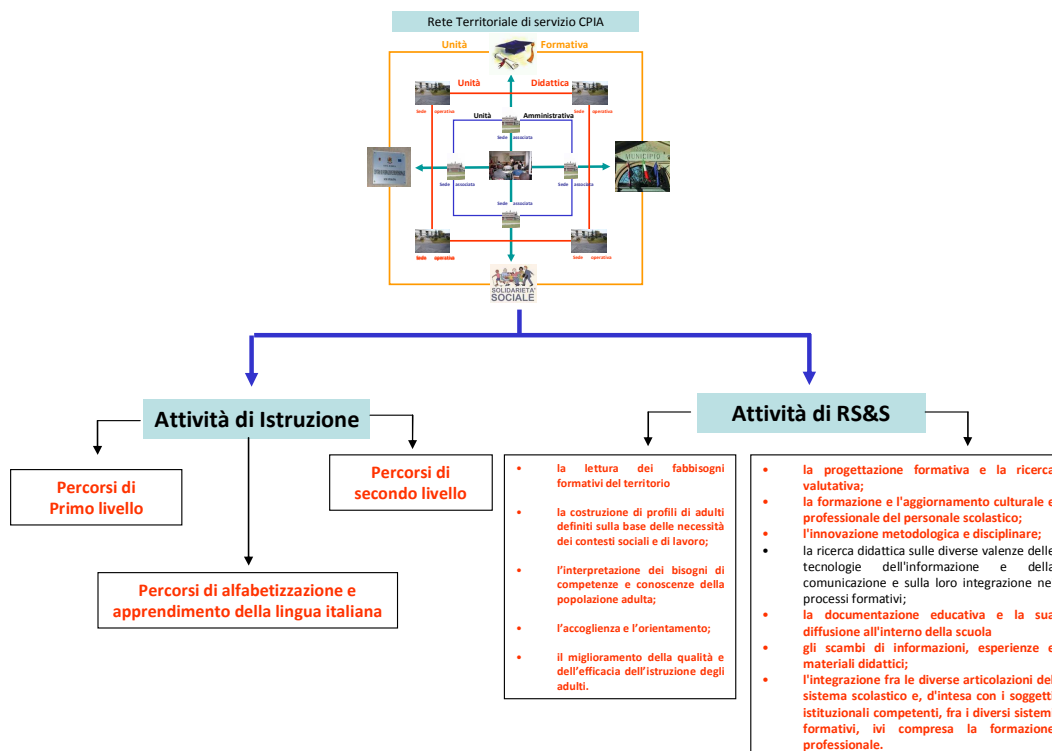 Rete Territoriale di servizio CPIA
Unità Formativa
Unità Didattica
Sede operativa
Sede operativa
Unità Amministrativa
Sede associata
MUNICIPIO
Sede associata
Sede associata
Sede associata
Sede operativa
Sede operativa
SOLIDARIETA'
SOCIALE
Attività di Istruzione
Attività di RS&S
Percorsi di
Primo livello
Percorsi di
secondo livello
Percorsi di alfabetizzazione e
apprendimento della lingua italiana
• la lettura dei fabbisogni
formativi del territorio
• la costruzione di profili di adulti
definiti sulla base delle necessità
dei contesti sociali e di lavoro;
• l'interpretazione dei bisogni di
competenze e conoscenze della
popolazione adulta;
• l'accoglienza e l'orientamento;
• il miglioramento della qualità e
dell'efficacia dell'istruzione degli
adulti.
• la progettazione formativa e la ricerca
valutativa;
• la formazione e l'aggiornamento culturale e
professionale del personale scolastico;
• l'innovazione metodologica e disciplinare;
• la ricerca didattica sulle diverse valenze delle
tecnologie dell'informazione e della
comunicazione e sulla loro integrazione nei
processi formativi;
• la documentazione educativa e la sua
diffusione all'interno della scuola
• gli scambi di informazioni, esperienze e
materiali didattici;
• l'integrazione fra le diverse articolazioni del
sistema scolastico e, d'intesa con i soggetti
istituzionali competenti, fra i diversi sistemi
formativi, ivi compresa la formazione
professionale.